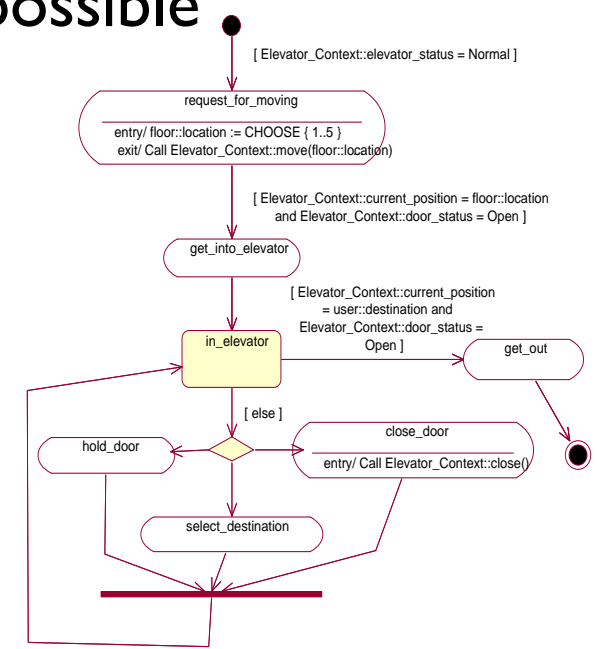 possible
[ Elevator_Context::elevator_status = Normal ]
request_for_moving
entry/ floor::location := CHOOSE { 1..5 }
exit/ Call Elevator_Context::move(floor::location)
[ Elevator_Context::current_position = floor::location
and Elevator_Context::door_status = Open ]
get_into_elevator
[ Elevator_Context::current_position
= user::destination and
Elevator_Context::door_status =
Open ]
in_elevator
get_out
[ else ]
hold_door
close_door
entry/ Call Elevator_Context::close()
select_destination